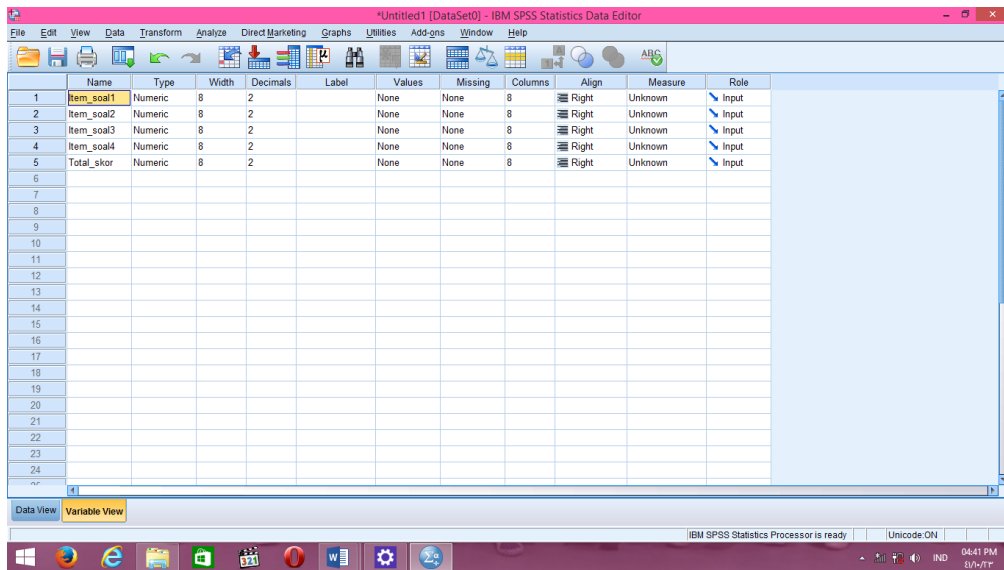 *Untitled1 [DataSet0] - IBM SPSS Statistics Data Editor
File Edit View Data Transform Analyze Direct Marketing Graphs Utilities Add-ons Window Help
Name Type Width Decimals Label Values Missing Columns Align Measure Role
1 Item_soal1 Numeric 8 2 None None 8 Right Unknown Input
2 Item_soal2 Numeric 8 2 None None 8 Right Unknown Input
3 Item_soal3 Numeric 8 2 None None 8 Right Unknown Input
4 Item_soal4 Numeric 8 2 None None 8 Right Unknown Input
5 Total_skor Numeric 8 2 None None 8 Right Unknown Input
6
7
8
9
10
11
12
13
14
15
16
17
18
19
20
21
22
23
24
Data View Variable View
IBM SPSS Statistics Processor is ready Unicode:ON
IND 04:41 PM